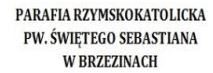 PARAFIA RZYMSKOKATOLICKA
PW. ŚWIĘTEGO SEBASTIANA
W BRZEZINACH